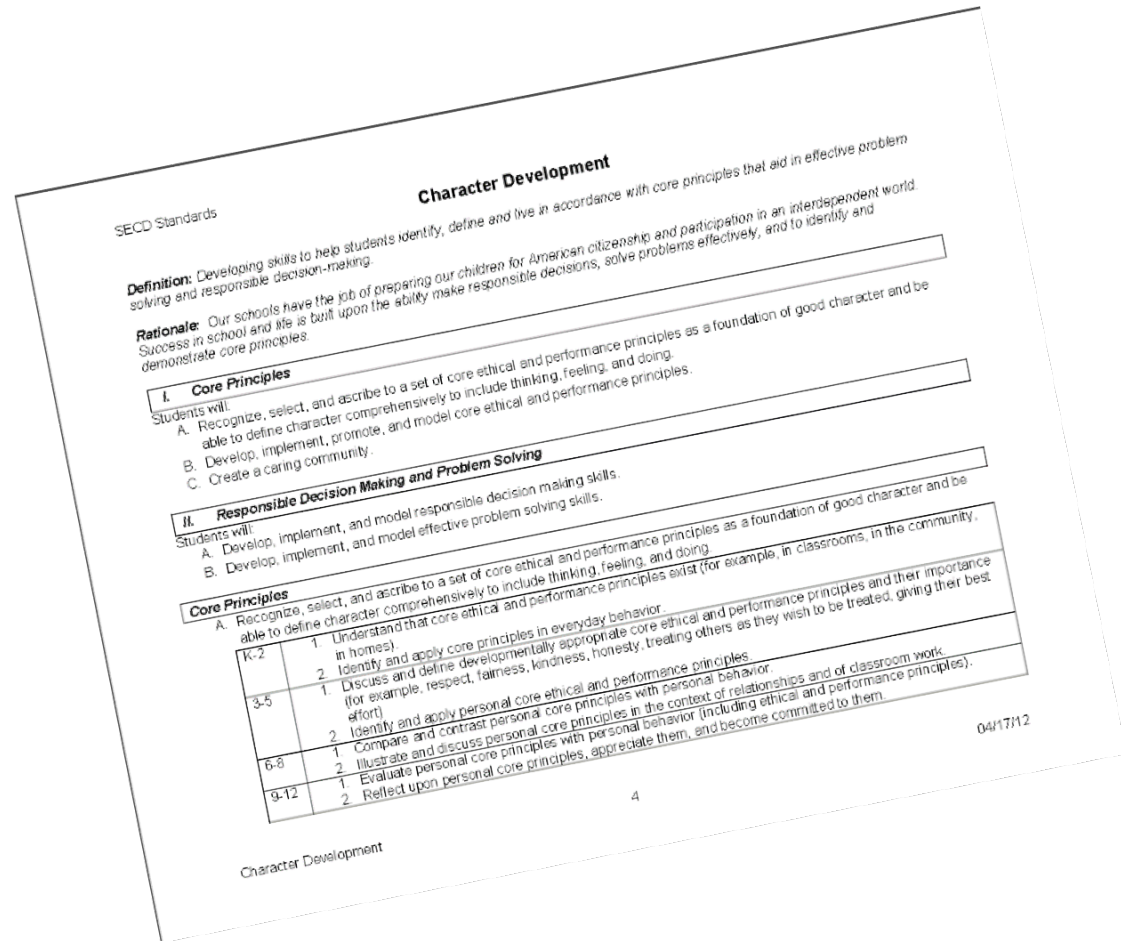 SECD Standards
Character Development
Definition: Developing skills to help students identify, define and live in accordance with core principles that aid in effective problem
solving and responsible decision-making.
Rationale: Our schools have the job of preparing our children for American citizenship and participation in an interdependent world.
Success in school and life is built upon the ability make responsible decisions, solve problems effectively, and to identify and
demonstrate core principles.
I. Core Principles
Students will:
A. Recognize, select, and ascribe to a set of core ethical and performance principles as a foundation of good character and be
able to define character comprehensively to include thinking, feeling, and doing.
B. Develop, implement, promote, and model core ethical and performance principles.
C. Create a caring community.
II. Responsible Decision Making and Problem Solving
Students will:
A. Develop, implement, and model responsible decision making skills.
B. Develop, implement, and model effective problem solving skills.
Core Principles
A. Recognize, select, and ascribe to a set of core ethical and performance principles as a foundation of good character and be
able to define character comprehensively to include thinking, feeling, and doing.
K-2 1. Understand that core ethical and performance principles exist (for example, in classrooms, in the community,
in homes).
2. Identify and apply core principles in everyday behavior.
3-5 1. Discuss and define developmentally appropriate core ethical and performance principles and their importance
(for example, respect, fairness, kindness, honesty, treating others as they wish to be treated, giving their best
effort)
2. Identify and apply personal core ethical and performance principles.
6-8 1. Compare and contrast personal core principles with personal behavior.
2. Illustrate and discuss personal core principles in the context of relationships and of classroom work.
9-12 1. Evaluate personal core principles with personal behavior (including ethical and performance principles).
2. Reflect upon personal core principles, appreciate them, and become committed to them.
04/17/12
4
Character Development